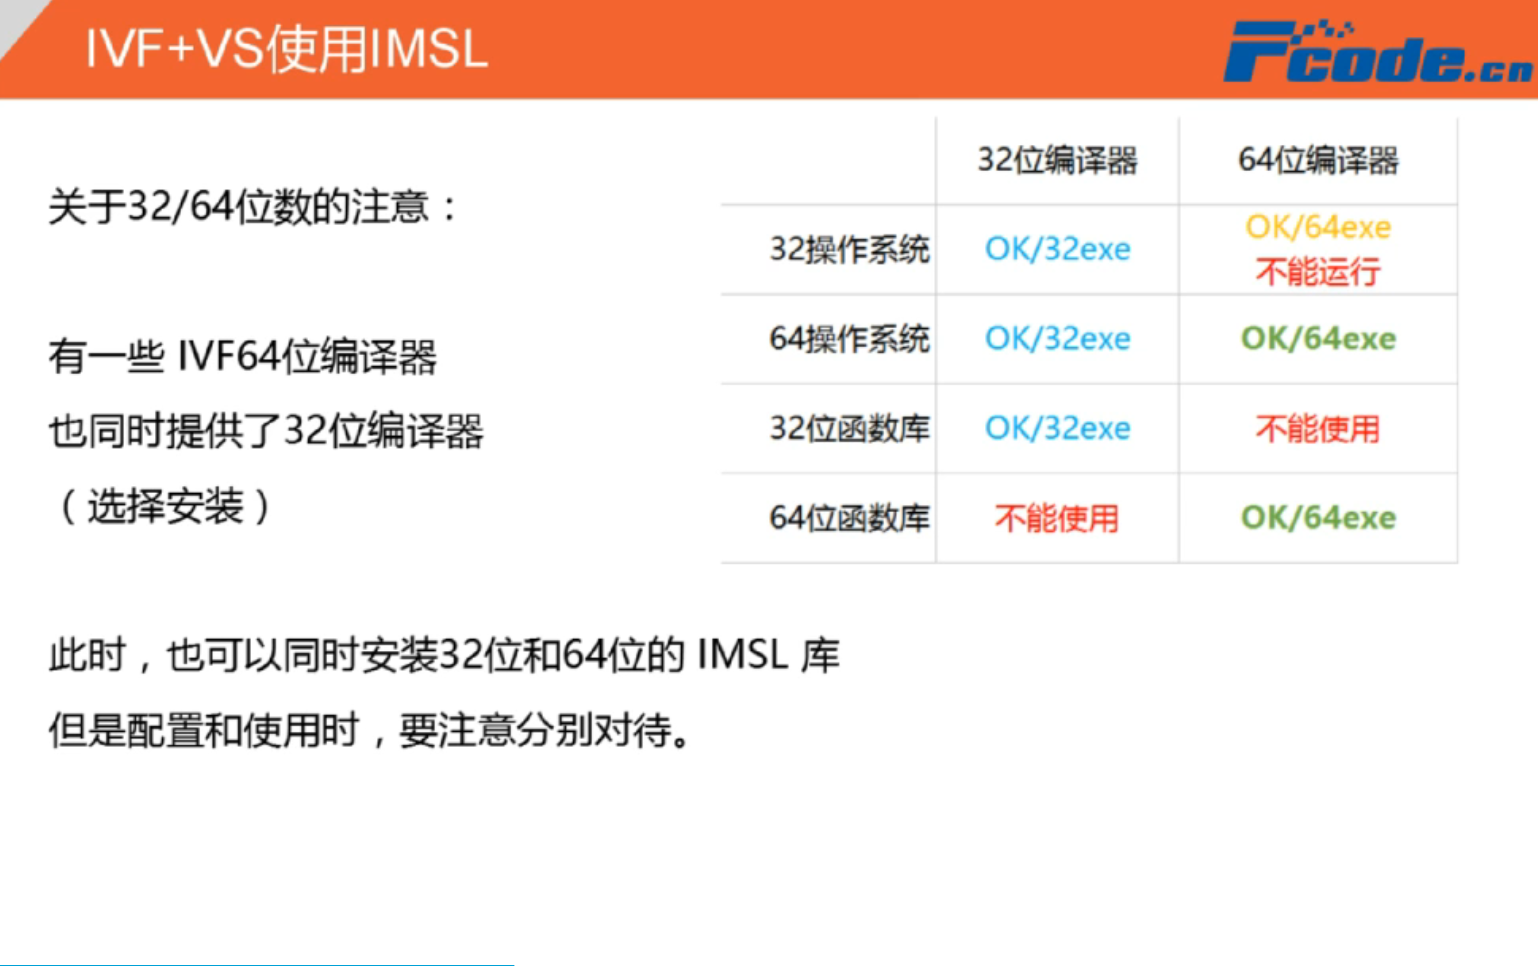 IVF+VS使用IMSL
Fcode.cn
关于32/64位数的注意：
有一些 IVF64位编译器
也同时提供了32位编译器
（选择安装）
32位编译器 64位编译器
32操作系统 OK/32exe OK/64exe
不能运行
64操作系统 OK/32exe OK/64exe
32位函数库 OK/32exe 不能使用
64位函数库 不能使用 OK/64exe
此时，也可以同时安装32位和64位的 IMSL 库
但是配置和使用时，要注意分别对待。